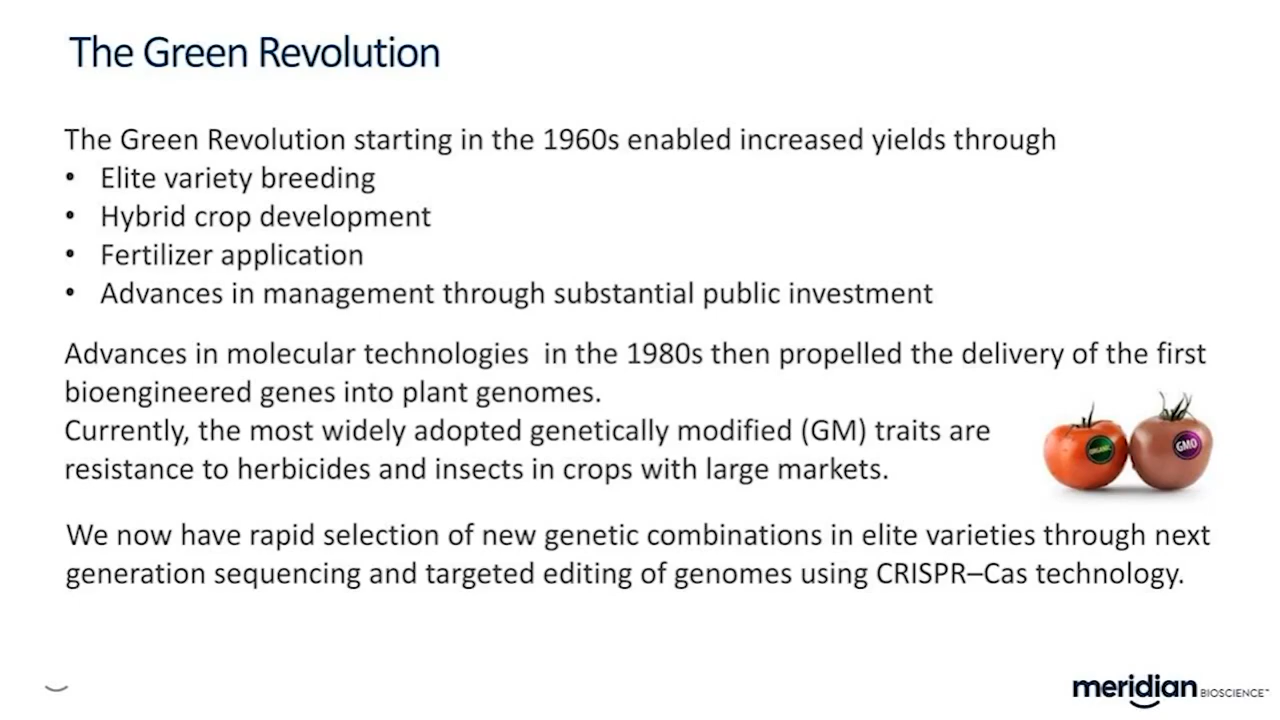 The Green Revolution
The Green Revolution starting in the 1960s enabled increased yields through
• Elite variety breeding
• Hybrid crop development
• Fertilizer application
• Advances in management through substantial public investment
Advances in molecular technologies in the 1980s then propelled the delivery of the first
bioengineered genes into plant genomes.
Currently, the most widely adopted genetically modified (GM) traits are
resistance to herbicides and insects in crops with large markets.
ORGANIC
GMO
We now have rapid selection of new genetic combinations in elite varieties through next
generation sequencing and targeted editing of genomes using CRISPR–Cas technology.
meridian BIOSCIENCE™